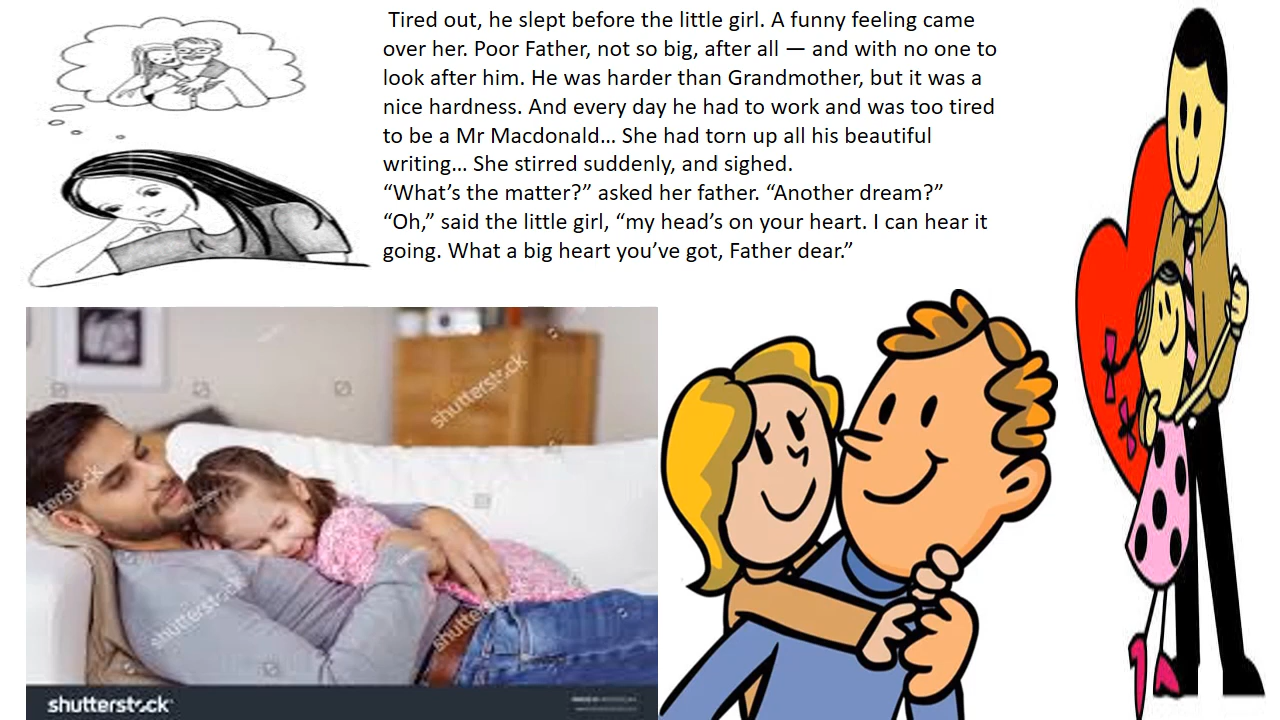 Tired out, he slept before the little girl. A funny feeling came
over her. Poor Father, not so big, after all — and with no one to
look after him. He was harder than Grandmother, but it was a
nice hardness. And every day he had to work and was too tired
to be a Mr Macdonald… She had torn up all his beautiful
writing… She stirred suddenly, and sighed.
“What’s the matter?” asked her father. “Another dream?”
“Oh,” said the little girl, “my head’s on your heart. I can hear it
going. What a big heart you’ve got, Father dear.”
shutterstock
shutterstock
shutterstock
shutterstock
shutterstock